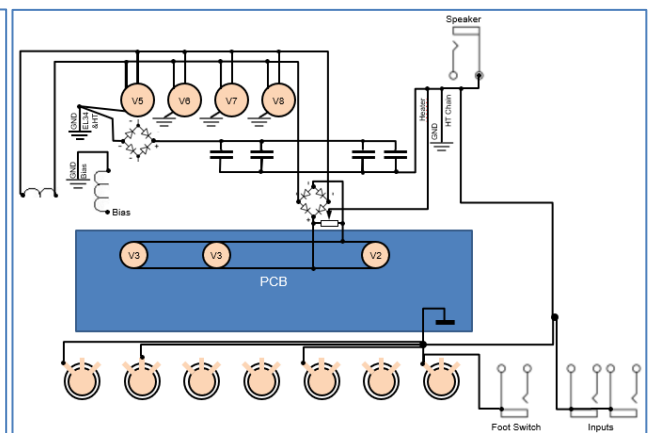 Speaker
V5 V6 V7 V8
GND
EL34
&HT
Heater
GND
HT Chain
GND
Bias
Bias
V3 V3 V2
PCB
Foot Switch
Inputs